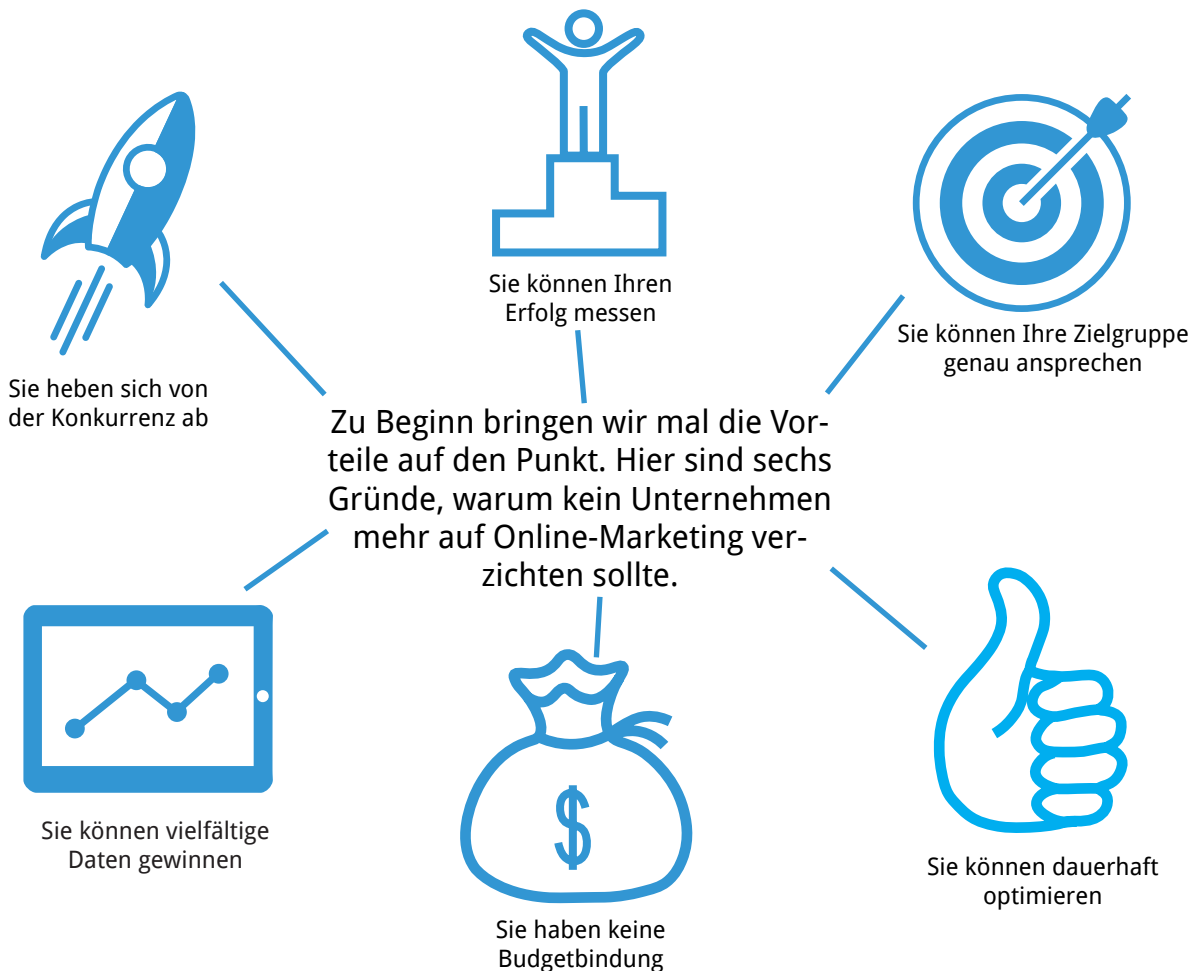 Sie können Ihren
Erfolg messen
Sie können Ihre Zielgruppe
genau ansprechen
Sie heben sich von
der Konkurrenz ab
Zu Beginn bringen wir mal die Vor-
teile auf den Punkt. Hier sind sechs
Gründe, warum kein Unternehmen
mehr auf Online-Marketing ver-
zichten sollte.
Sie können vielfältige
Daten gewinnen
$
Sie haben keine
Budgetbindung
Sie können dauerhaft
optimieren